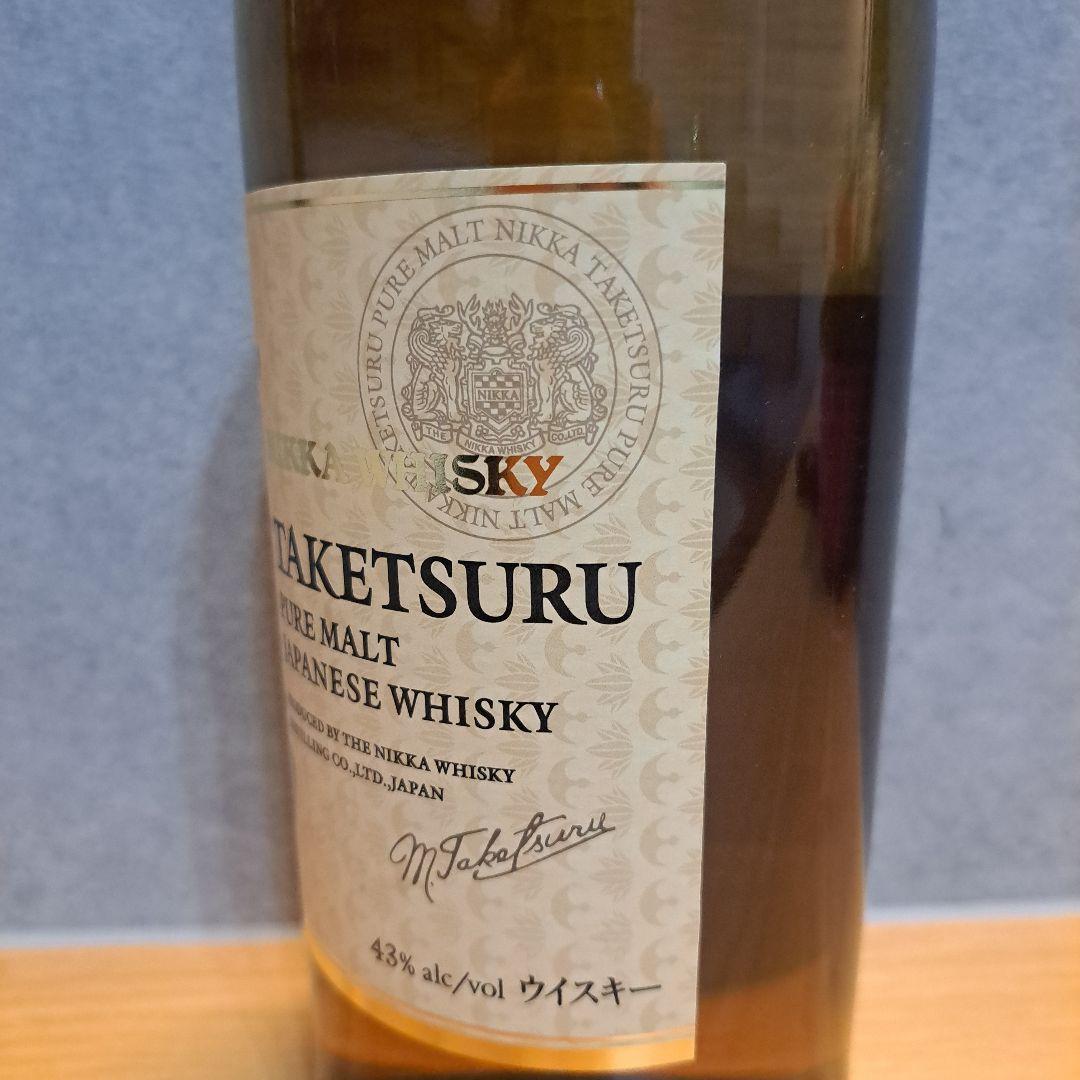 TAKETSURU PURE MALT NIKKA TAKETSURU PURE MALT NIKKA
NIKKA
THE NIKKA WHISKY CO.,LTD.
NIKKA WHISKY
TAKETSURU
PURE MALT
JAPANESE WHISKY
PRODUCED BY THE NIKKA WHISKY
DISTILLING CO.,LTD.,JAPAN
M.Taketsuru
43% alc/vol ウイスキー